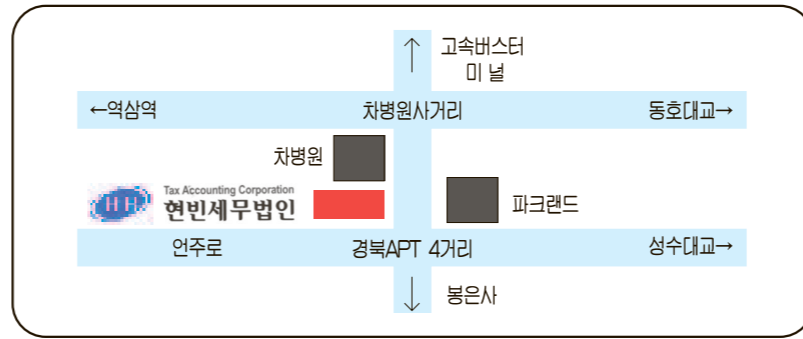 ↑ 고속버스터
미 널
←역삼역 차병원사거리 동호대교→
차병원
HH Tax Accounting Corporation
현빈세무법인
파크랜드
언주로 경북APT 4거리 성수대교→
↓ 봉은사